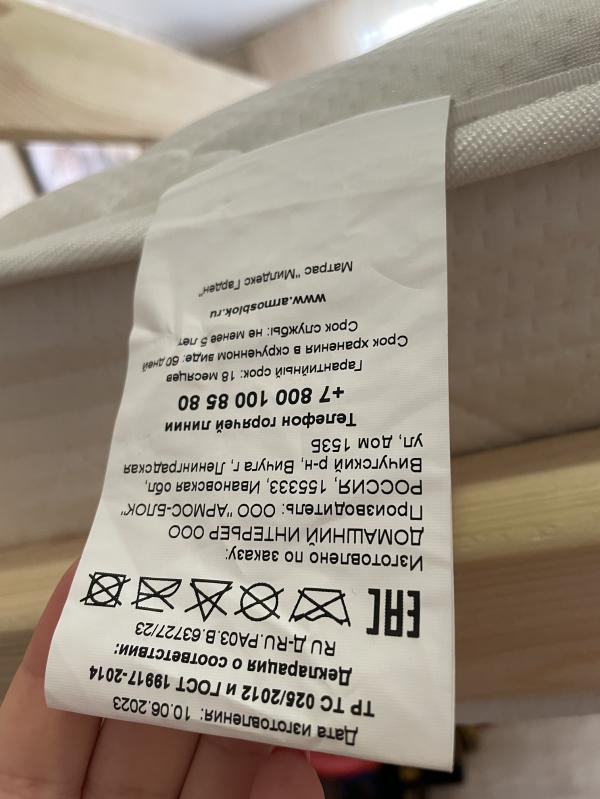 Дата изготовления: 10.06.2023
ТР ТС 025/2012 и ГОСТ 19917-2014
Декларация о соответствии:
RU Д-RU.РА03.В.63727/23
ЕАС
Изготовлено по заказу:
ДОМАШНИЙ ИНТЕРЬЕР ООО
Производитель: ООО "АРМОС-БЛОК"
РОССИЯ, 155333, Ивановская обл,
Вичугский р-н, Вичуга г, Ленинградская
ул, дом 153Б
Телефон горячей линии
+7 800 100 85 80
Гарантийный срок: 18 месяцев
Срок хранения в скрученном виде: 60 дней
Срок службы: не менее 5 лет
www.armosblok.ru
Матрас "Милдекс Гарден"